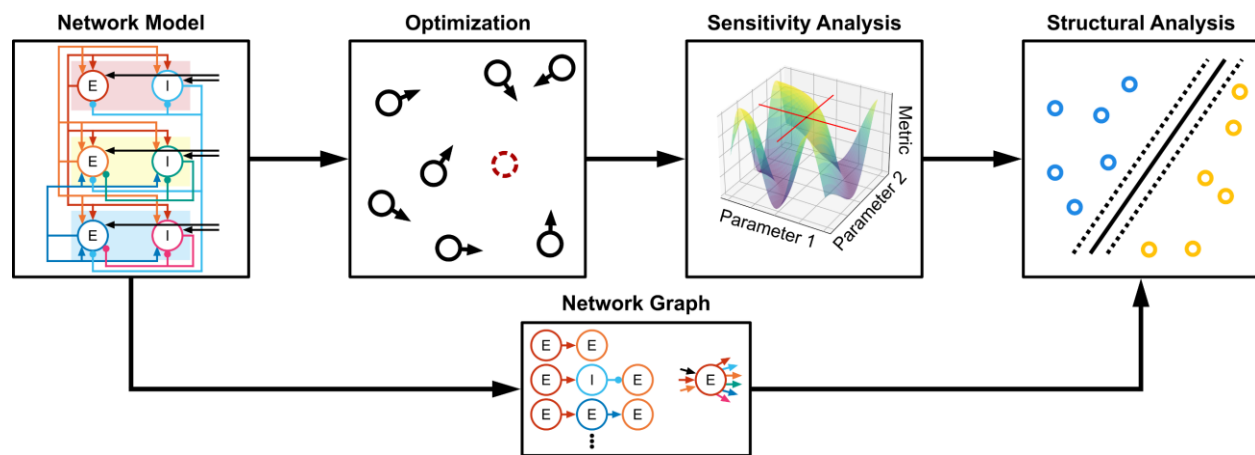 Network Model
Optimization
Sensitivity Analysis
Structural Analysis
E I
E I
E I
Metric
Parameter 1
Parameter 2
Network Graph
E E
E I E
E
E E E